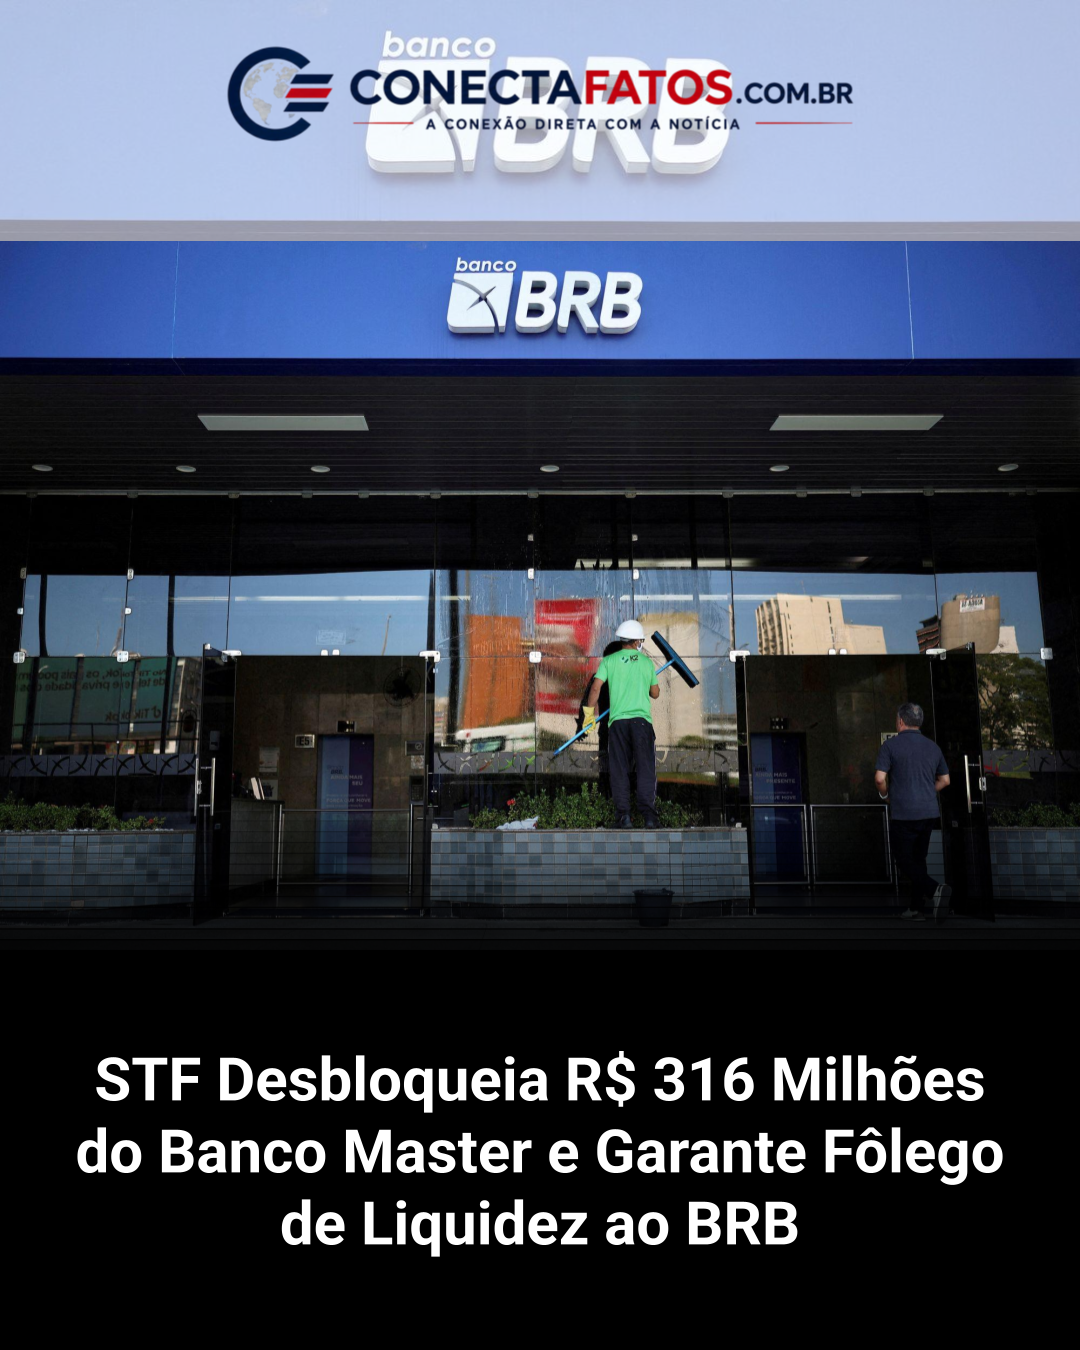 banco
BRB
CONECTAFATOS.COM.BR
A CONEXÃO DIRETA COM A NOTÍCIA
banco
BRB
STF Desbloqueia R$ 316 Milhões
do Banco Master e Garante Fôlego
de Liquidez ao BRB